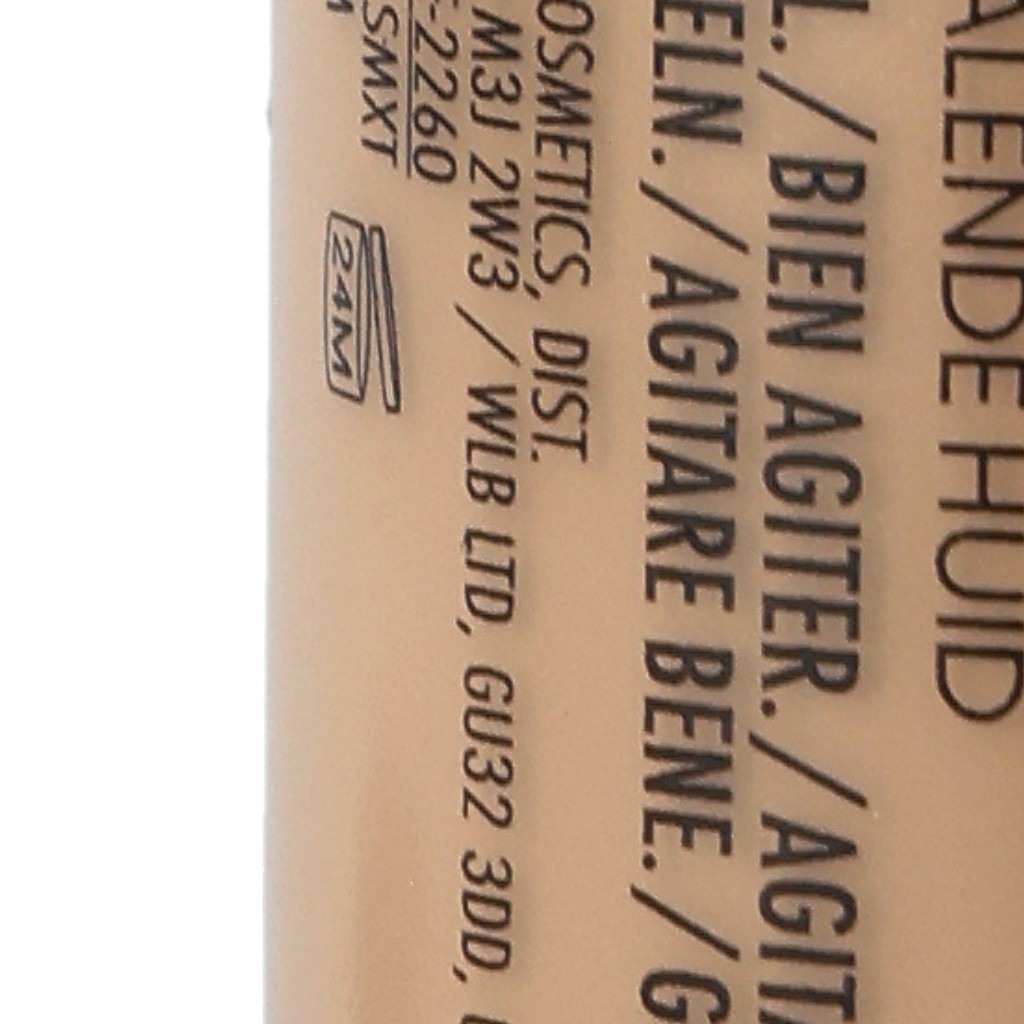 ALENDE HUID
L. / BIEN AGITER. / AGIT
ELN. / AGITARE BENE. / G
OSMETICS, DIST.
M3J 2W3 / WLB LTD, GU32 3DD,
-2260
SMXT
24M